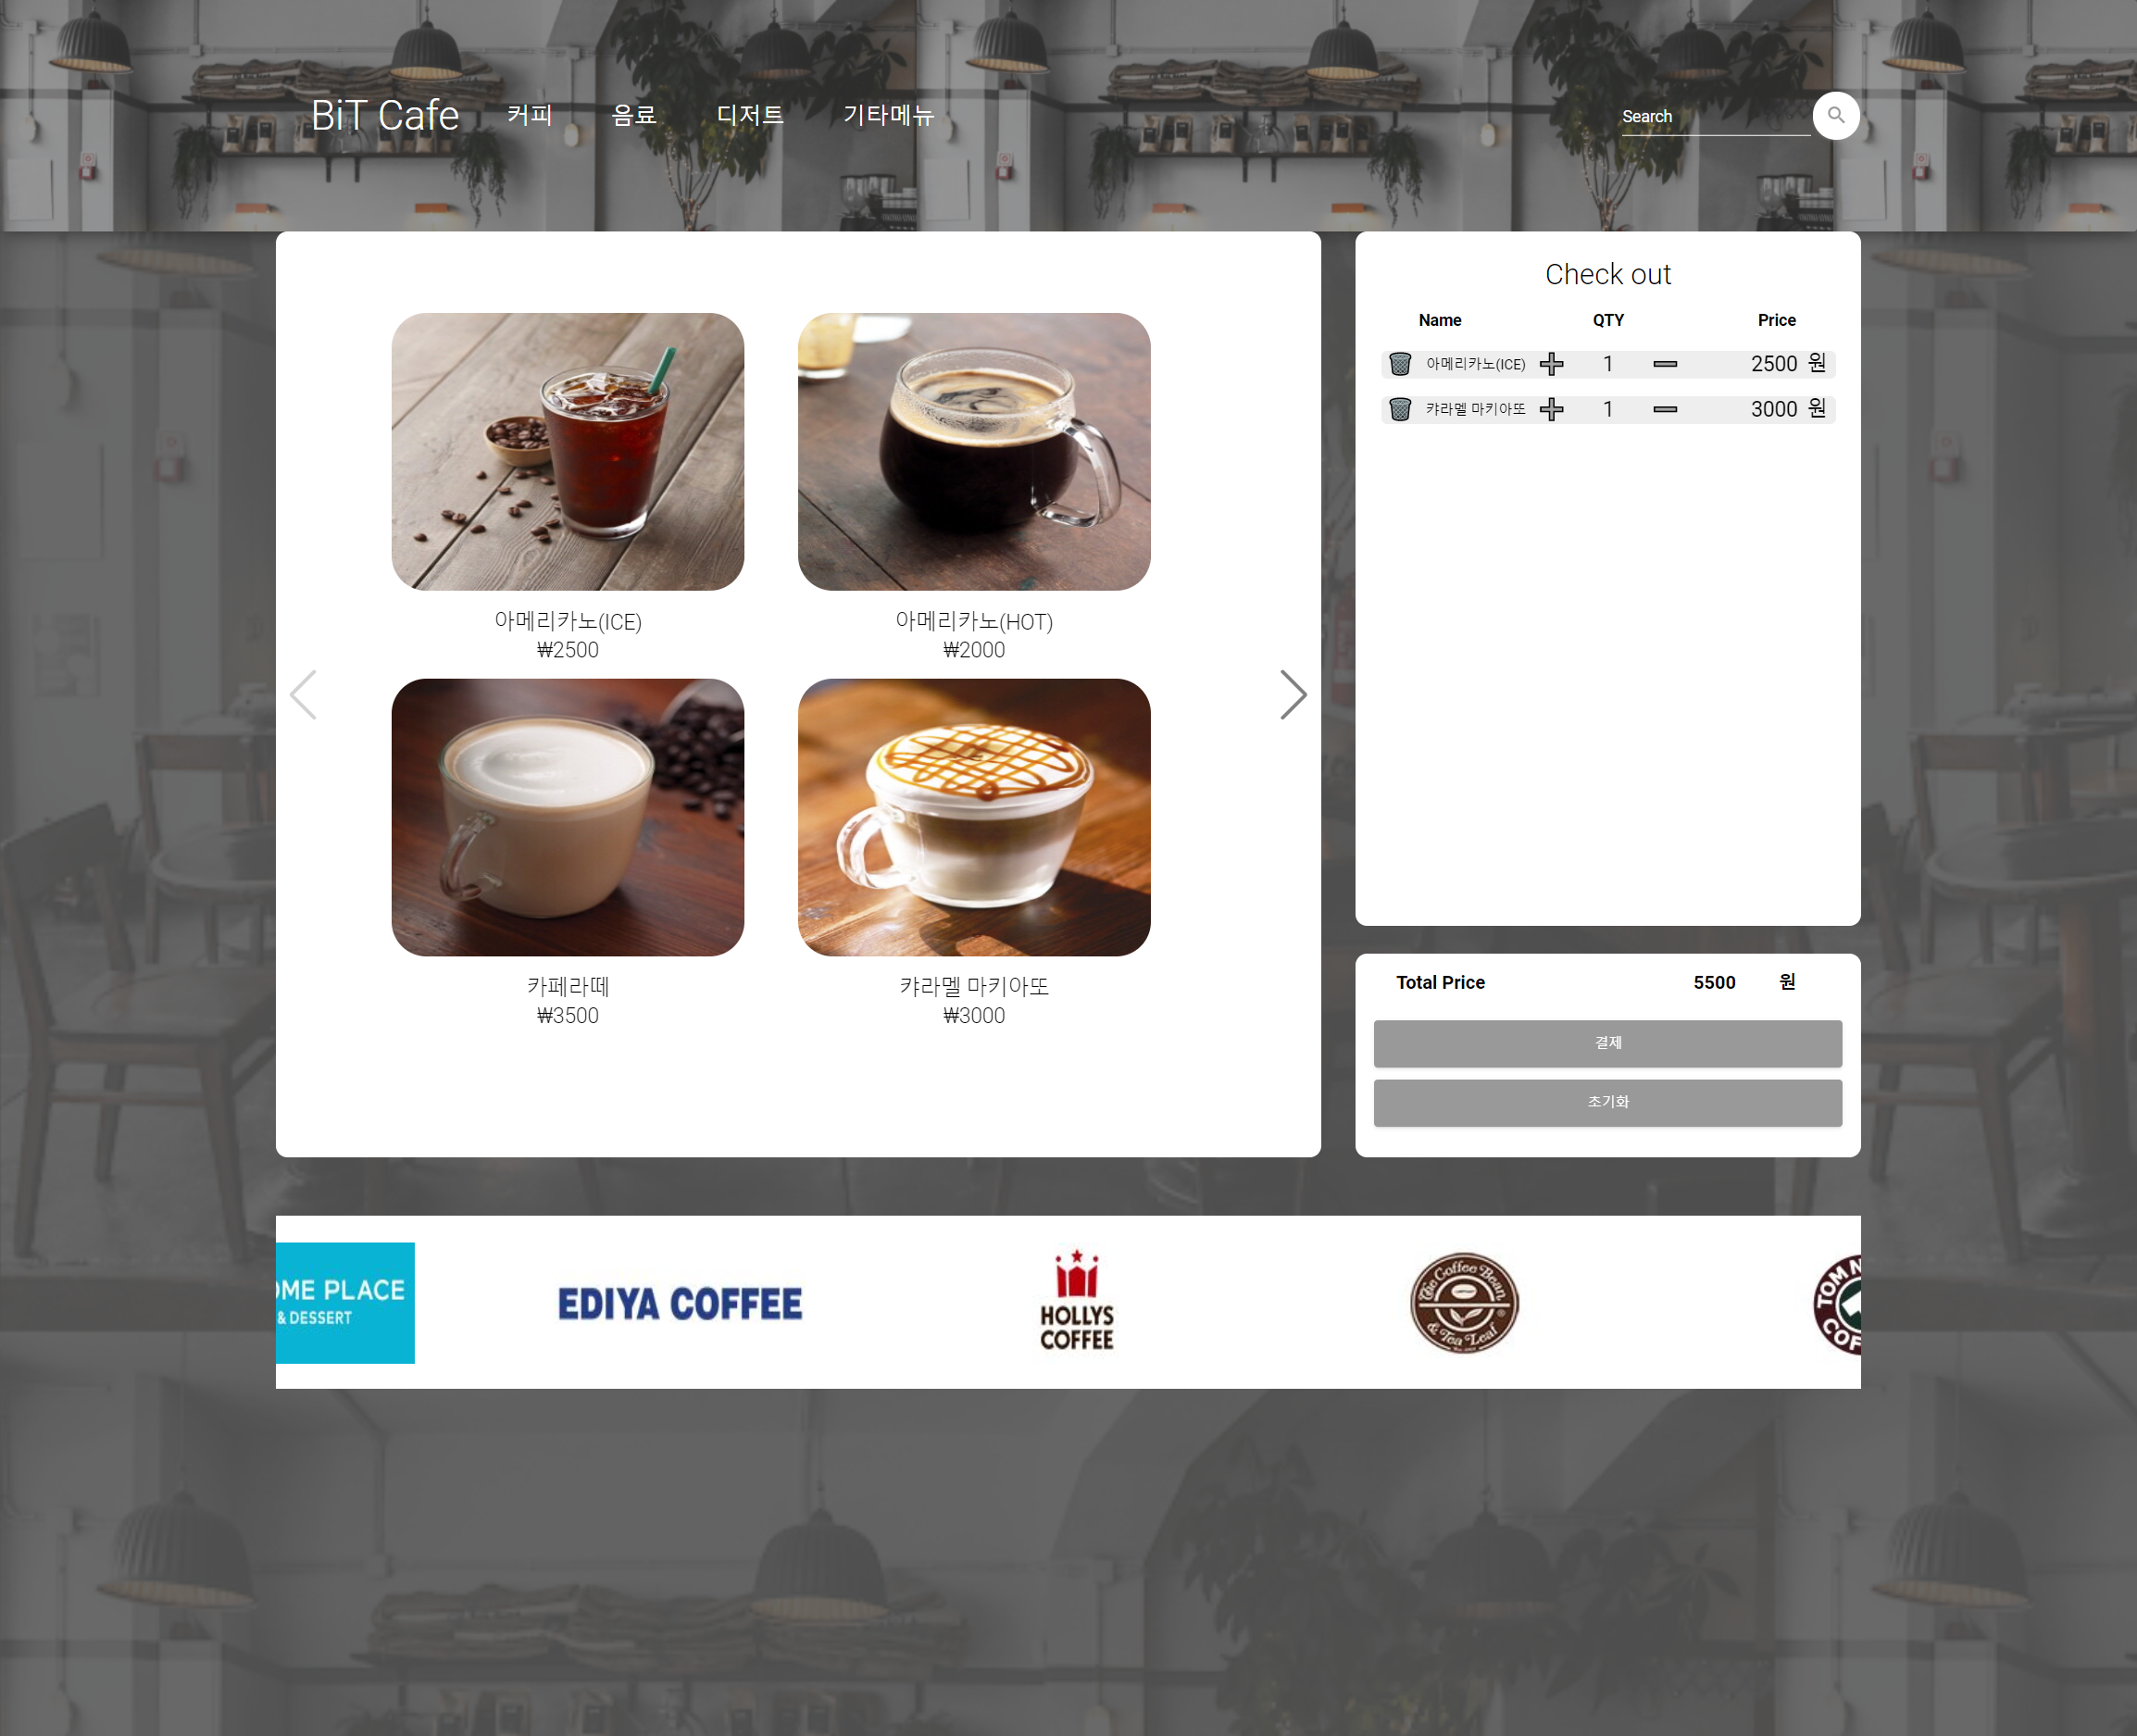 BiT Cafe 커피 음료 디저트 기타메뉴 Search
Check out
Name QTY Price
아메리카노(ICE) 1 2500 원
캬라멜 마키아또 1 3000 원
아메리카노(ICE)
₩2500
아메리카노(HOT)
₩2000
카페라떼
₩3500
캬라멜 마키아또
₩3000
Total Price 5500 원
결제
초기화
OME PLACE
& DESSERT
EDIYA COFFEE
HOLLYS
COFFEE
The Coffee Bean
& Tea Leaf
TOM N
COF